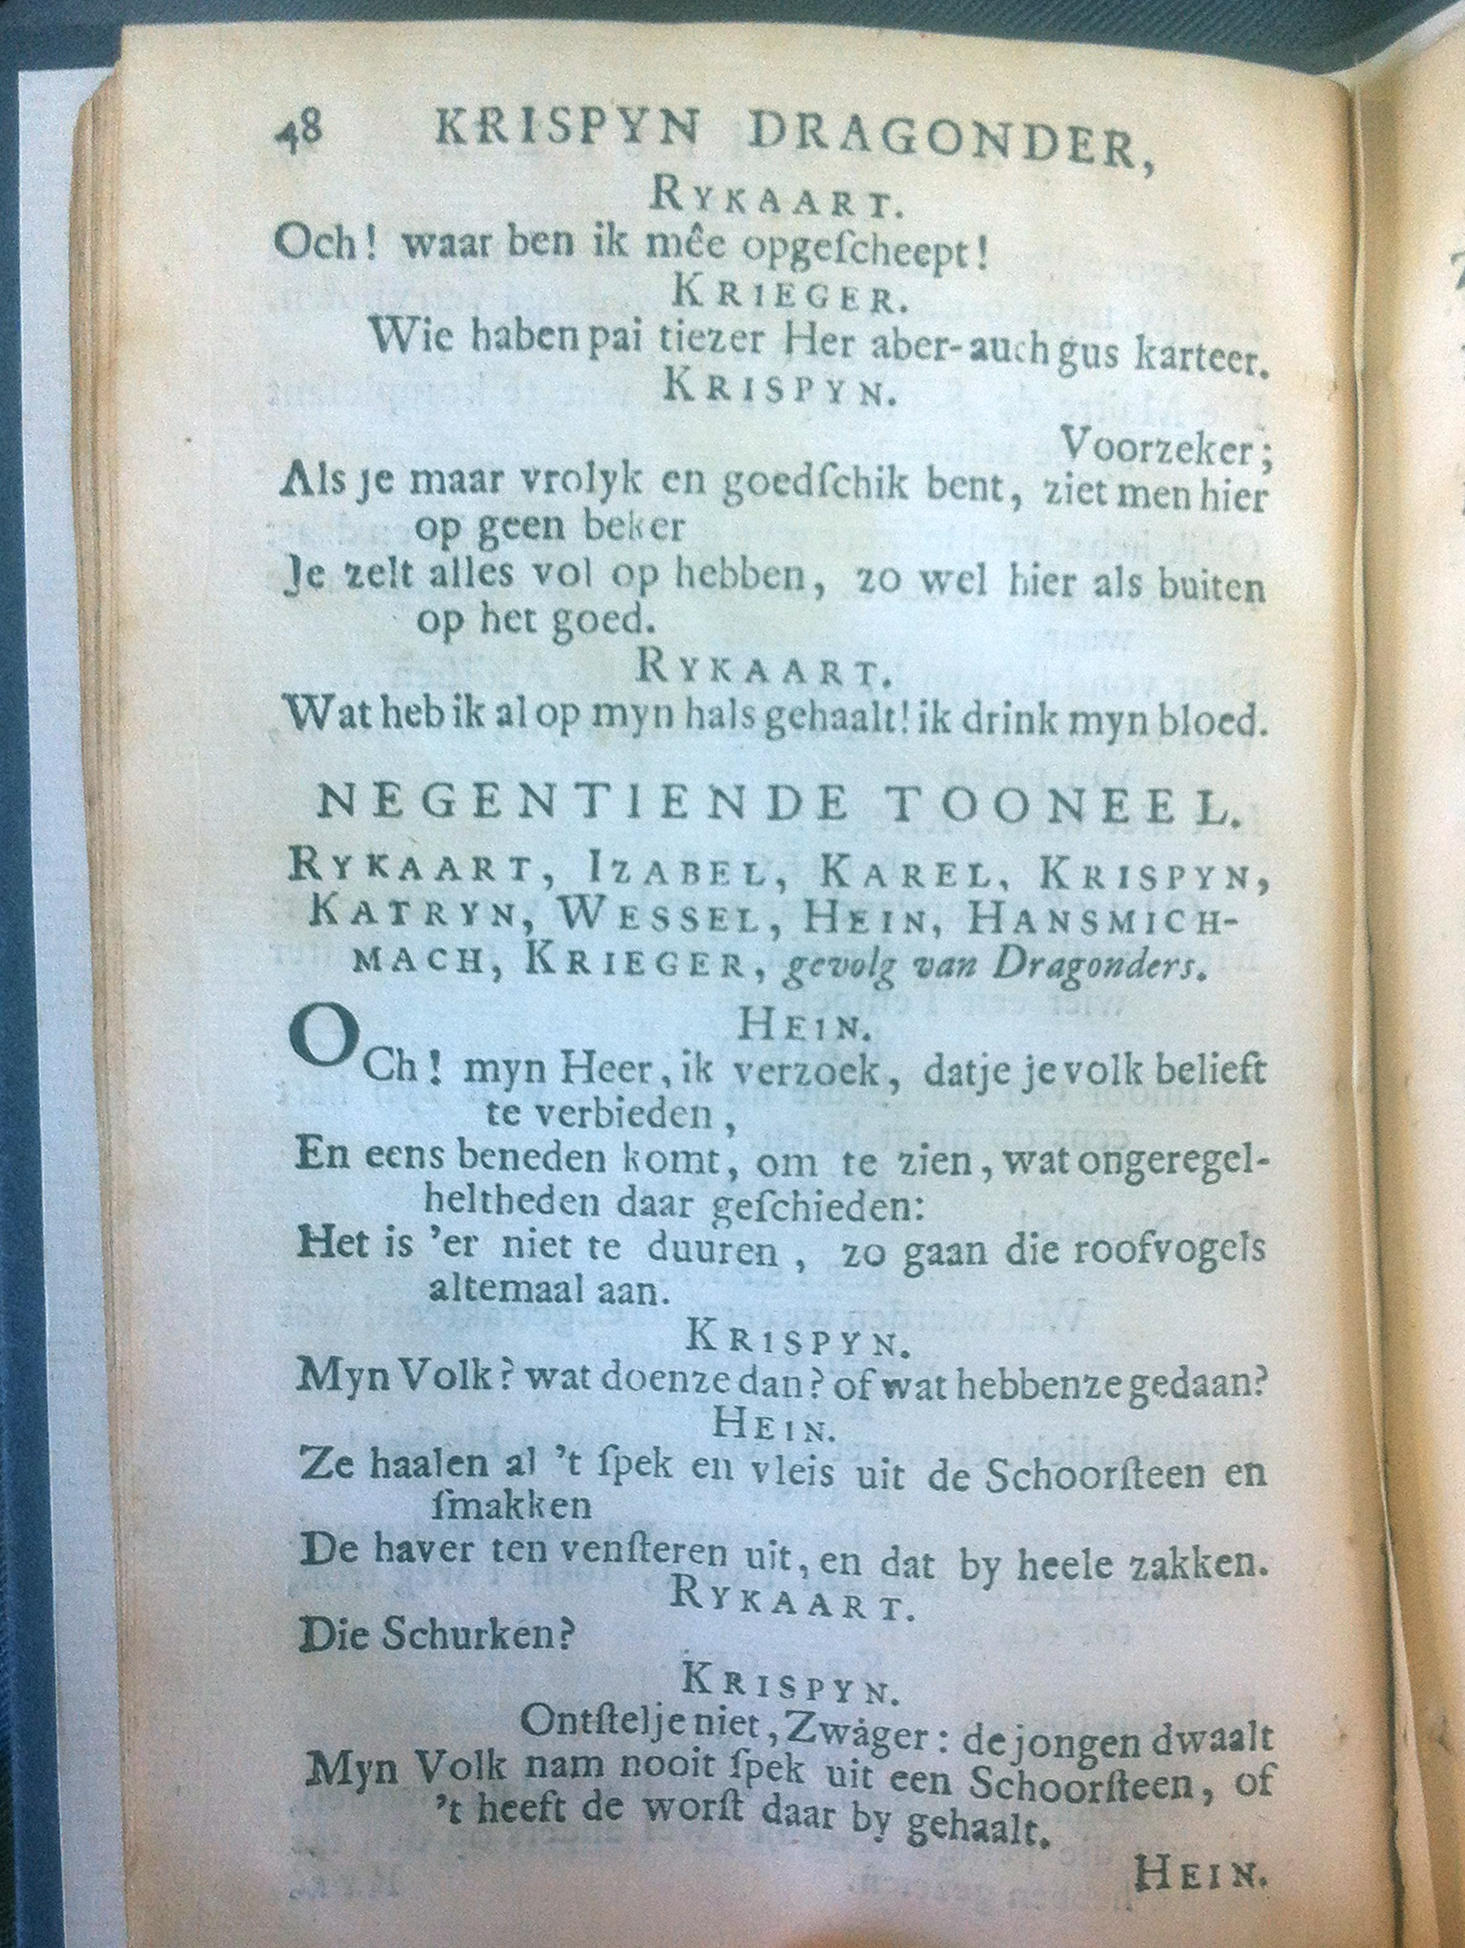 48 KRISPYN DRAGONDER,
RYKAART.
Och! waar ben ik mêe opgeſcheept!
KRIEGER.
Wie haben pai tiezer Her aber-auch gus karteer.
KRISPYN.
Voorzeker;
Als je maar vrolyk en goedſchik bent, ziet men hier
op geen beker
Je zelt alles vol op hebben, zo wel hier als buiten
op het goed.
RYKAART.
Wat heb ik al op myn hals gehaalt! ik drink myn bloed.
NEGENTIENDE TOONEEL.
RYKAART, IZABEL, KAREL, KRISPYN,
KATRYN, WESSEL, HEIN, HANSMICH-
MACH, KRIEGER, gevolg van Dragonders.
HEIN.
OCh! myn Heer, ik verzoek, datje je volk belieft
te verbieden,
En eens beneden komt, om te zien, wat ongeregel-
heltheden daar geſchieden:
Het is 'er niet te duuren, zo gaan die roofvogels
altemaal aan.
KRISPYN.
Myn Volk? wat doenze dan? of wat hebbenze gedaan?
HEIN.
Ze haalen al 't ſpek en vleis uit de Schoorſteen en
ſmakken
De haver ten venſteren uit, en dat by heele zakken.
RYKAART.
Die Schurken?
KRISPYN.
Ontſtel je niet, Zwager: de jongen dwaalt
Myn Volk nam nooit ſpek uit een Schoorſteen, of
't heeft de worſt daar by gehaalt.
HEIN.